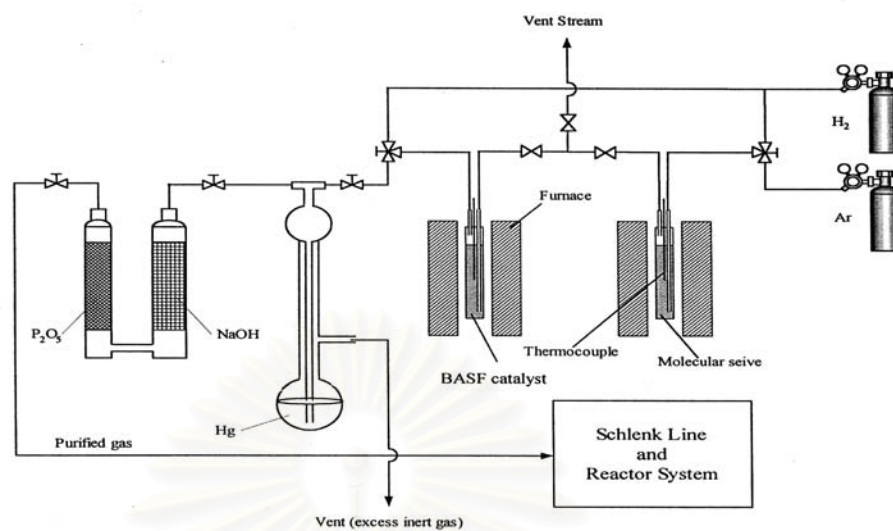 Vent Stream
H₂
Furnace
Ar
P₂O₅
NaOH
Thermocouple
Molecular seive
BASF catalyst
Hg
Schlenk Line
and
Reactor System
Purified gas
Vent (excess inert gas)